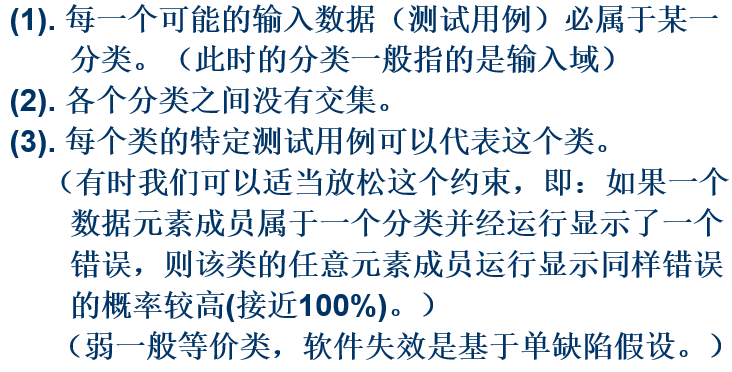 (1). 每一个可能的输入数据（测试用例）必属于某一
分类。（此时的分类一般指的是输入域）
(2). 各个分类之间没有交集。
(3). 每个类的特定测试用例可以代表这个类。
（有时我们可以适当放松这个约束，即：如果一个
数据元素成员属于一个分类并经运行显示了一个
错误，则该类的任意元素成员运行显示同样错误
的概率较高(接近100%)。）
（弱一般等价类，软件失效是基于单缺陷假设。）